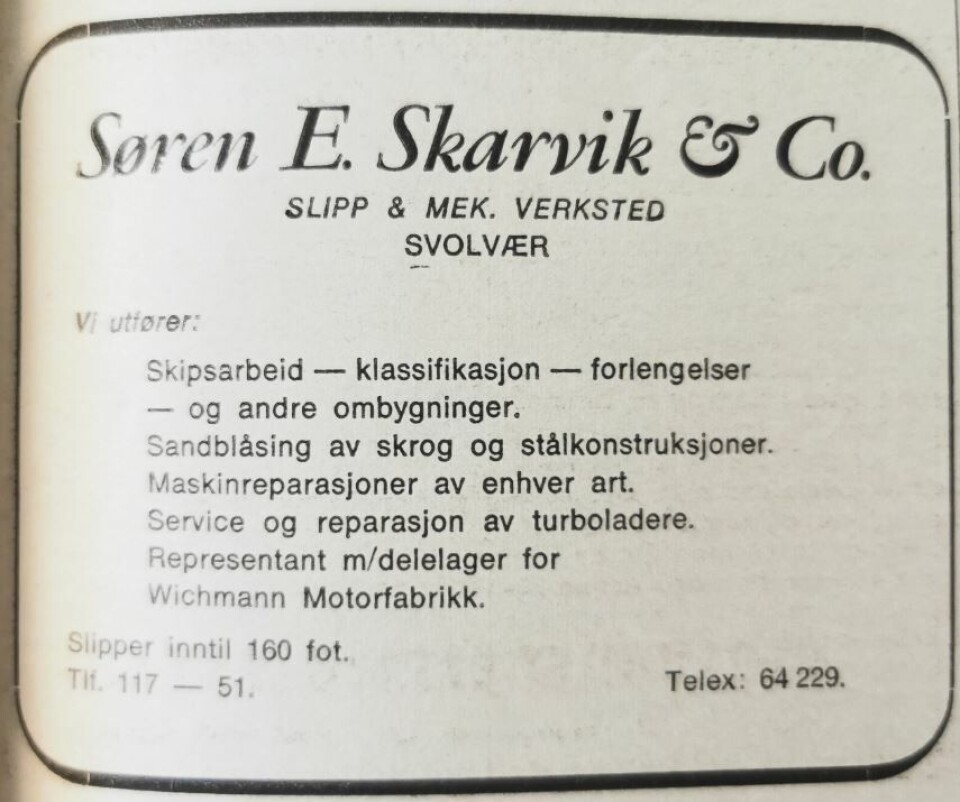 Søren E. Skarvik & Co.
SLIPP & MEK. VERKSTED
SVOLVÆR
Vi utfører:
Skipsarbeid — klassifikasjon — forlengelser
— og andre ombygninger.
Sandblåsing av skrog og stålkonstruksjoner.
Maskinreparasjoner av enhver art.
Service og reparasjon av turboladere.
Representant m/delelager for
Wichmann Motorfabrikk.
Slipper inntil 160 fot.
Tlf. 117 — 51.
Telex: 64 229.